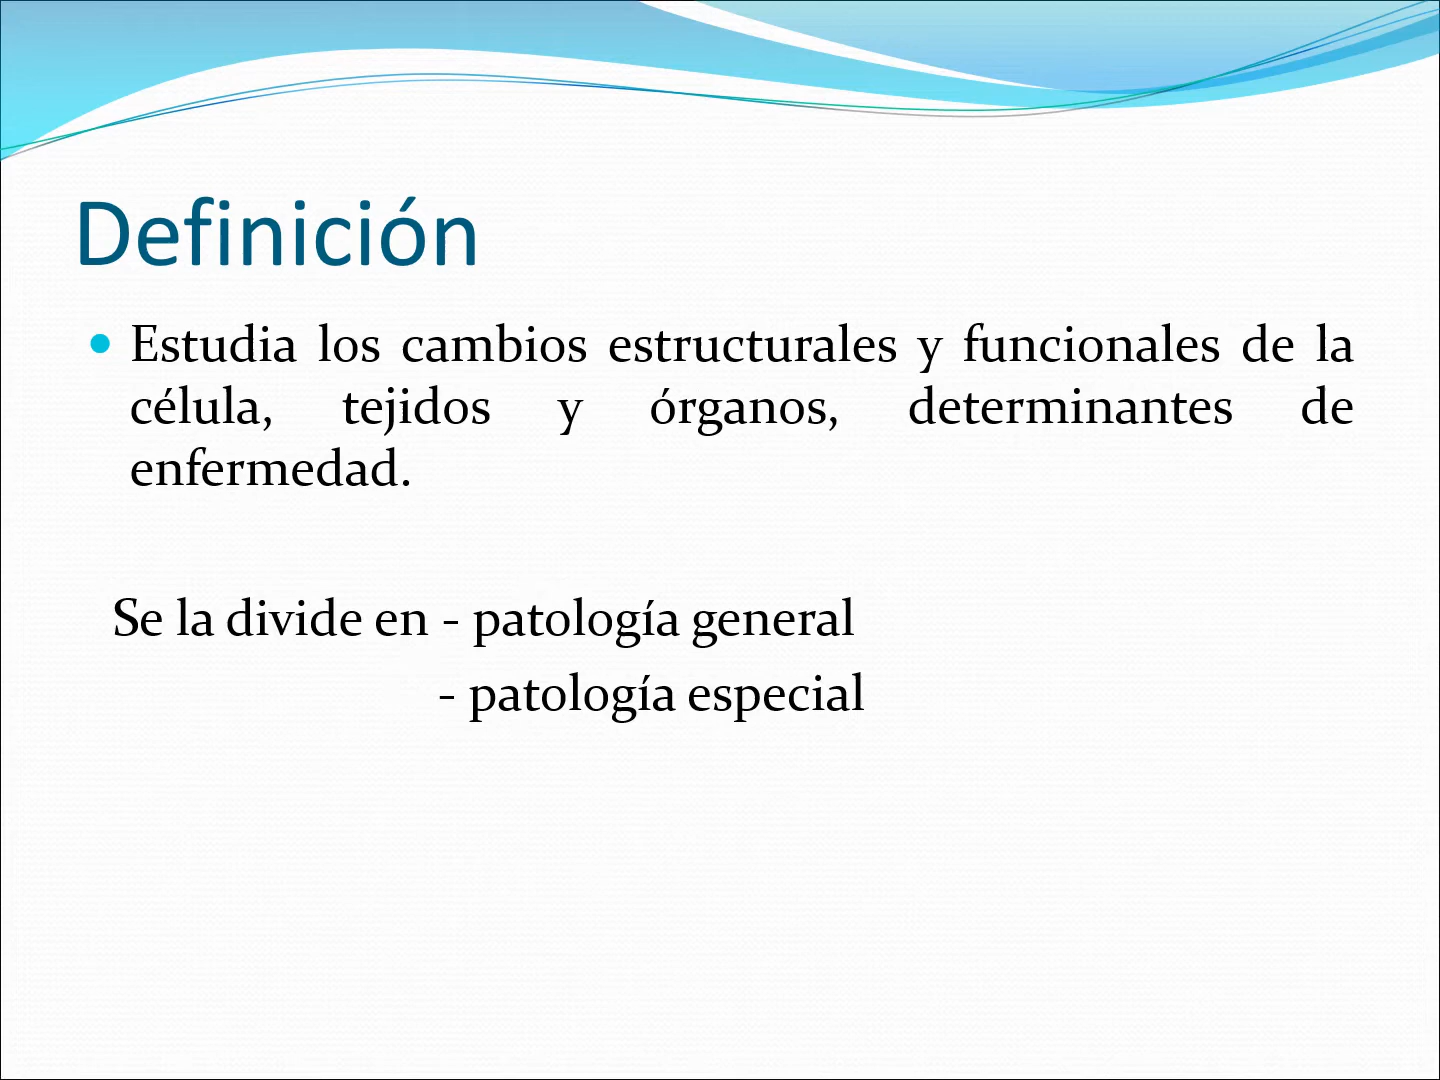 Definición
Estudia los cambios estructurales y funcionales de la
célula, tejidos y órganos, determinantes de
enfermedad.
Se la divide en - patología general
- patología especial